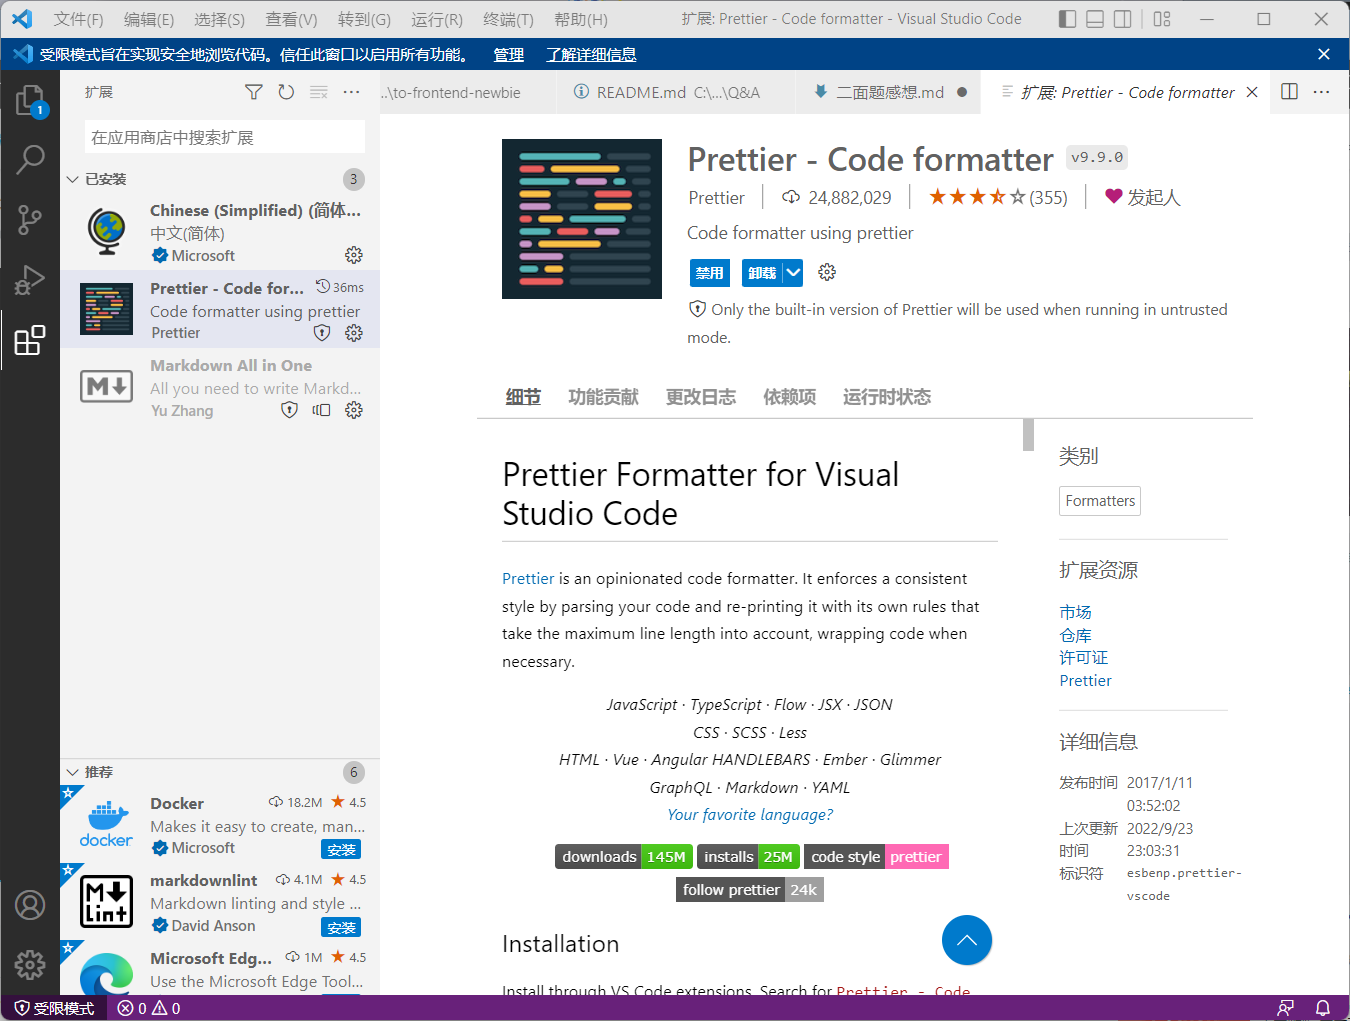 文件(F) 编辑(E) 选择(S) 查看(V) 转到(G) 运行(R) 终端(T) 帮助(H) 扩展: Prettier - Code formatter - Visual Studio Code
受限模式旨在实现安全地浏览代码。信任此窗口以启用所有功能。 管理 了解详细信息
1
扩展
在应用商店中搜索扩展
已安装 3
Chinese (Simplified) (简体...
中文(简体)
Microsoft
Prettier - Code for... 36ms
Code formatter using prettier
Prettier
Markdown All in One
All you need to write Markd...
Yu Zhang
推荐 6
Docker 18.2M 4.5
Makes it easy to create, man...
Microsoft 安装
docker
markdownlint 4.1M 4.5
Markdown linting and style ...
David Anson 安装
M Lint
Microsoft Edg... 1M 4.5
Use the Microsoft Edge Tool...
..\to-frontend-newbie README.md C:\...\Q&A 二面题感想.md 扩展: Prettier - Code formatter
Prettier - Code formatter v9.9.0
Prettier 24,882,029 (355) 发起人
Code formatter using prettier
禁用 卸载
Only the built-in version of Prettier will be used when running in untrusted
mode.
细节 功能贡献 更改日志 依赖项 运行时状态
Prettier Formatter for Visual
Studio Code
Prettier is an opinionated code formatter. It enforces a consistent
style by parsing your code and re-printing it with its own rules that
take the maximum line length into account, wrapping code when
necessary.
JavaScript · TypeScript · Flow · JSX · JSON
CSS · SCSS · Less
HTML · Vue · Angular HANDLEBARS · Ember · Glimmer
GraphQL · Markdown · YAML
Your favorite language?
downloads 145M installs 25M code style prettier
follow prettier 24k
Installation
Install through VS Code extensions. Search for Prettier - Code
类别
Formatters
扩展资源
市场
仓库
许可证
Prettier
详细信息
发布时间 2017/1/11
03:52:02
上次更新 2022/9/23
时间 23:03:31
标识符 esbenp.prettier-
vscode
受限模式 0 0